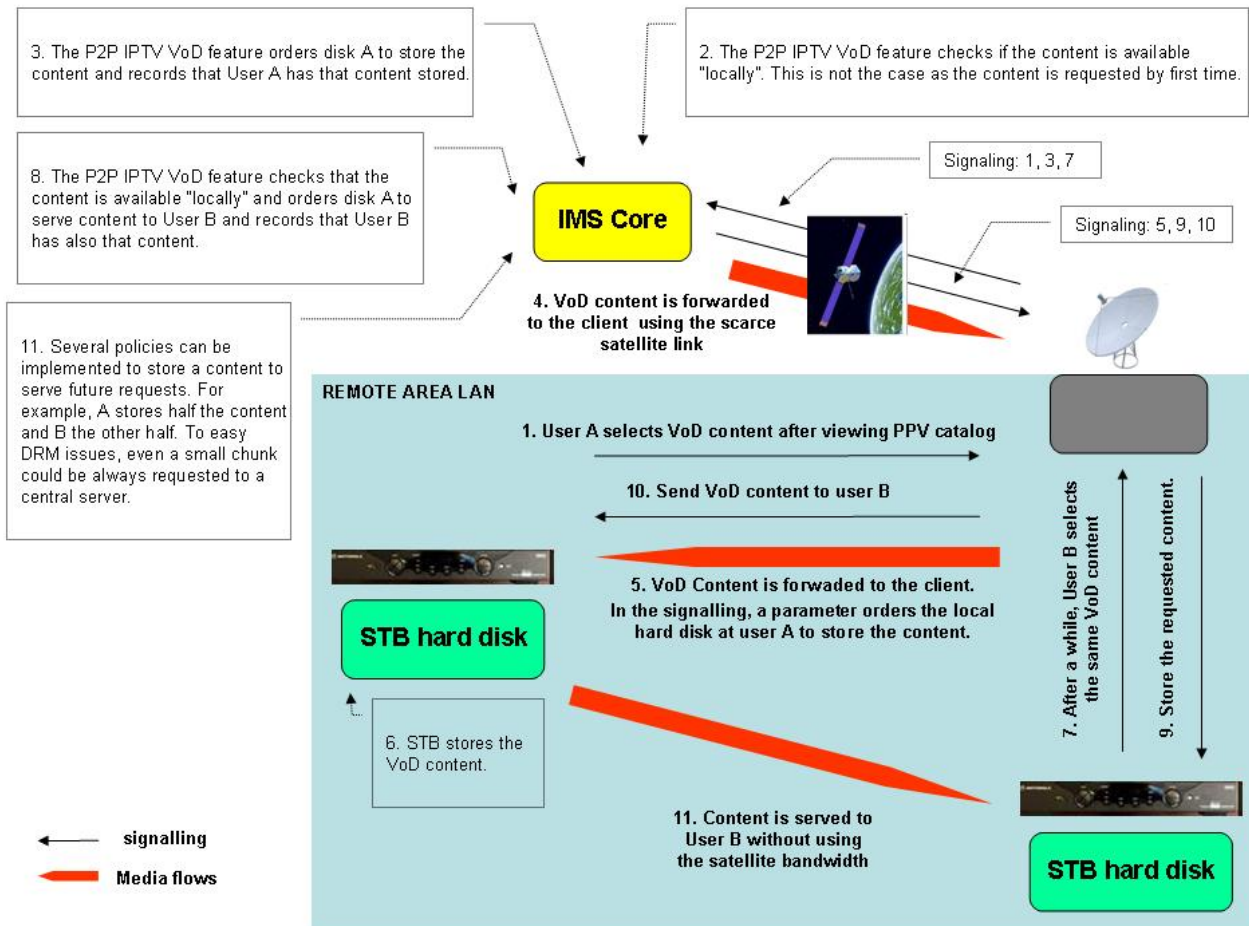 3. The P2P IPTV VoD feature orders disk A to store the
content and records that User A has that content stored.
2. The P2P IPTV VoD feature checks if the content is available
"locally". This is not the case as the content is requested by first time.
8. The P2P IPTV VoD feature checks that the
content is available "locally" and orders disk A to
serve content to User B and records that User B
has also that content.
IMS Core
Signaling: 1, 3, 7
Signaling: 5, 9, 10
4. VoD content is forwarded
to the client using the scarce
satellite link
11. Several policies can be
implemented to store a content to
serve future requests. For
example, A stores half the content
and B the other half. To easy
DRM issues, even a small chunk
could be always requested to a
central server.
REMOTE AREA LAN
1. User A selects VoD content after viewing PPV catalog
10. Send VoD content to user B
5. VoD Content is forwaded to the client.
In the signalling, a parameter orders the local
hard disk at user A to store the content.
STB hard disk
6. STB stores the
VoD content.
7. After a while, User B selects
the same VoD content
9. Store the requested content.
11. Content is served to
User B without using
the satellite bandwidth
STB hard disk
signalling
Media flows